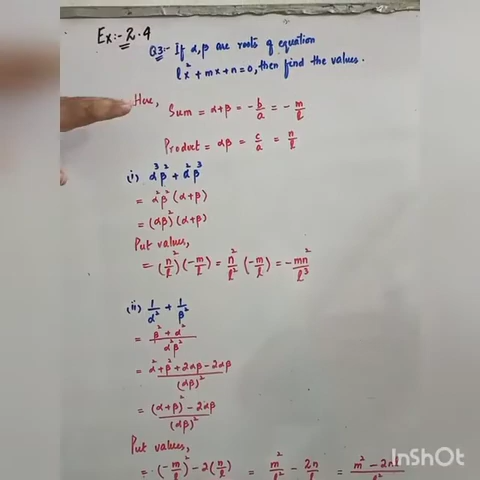 Ex:- 2.4
Q3:- If α,β are roots of equation
lx²+mx+n=0, then find the values.
Here,
Sum = α+β = -b/a = -m/l
Product = αβ = c/a = n/l
(i) α³β²+α²β³
= α²β²(α+β)
= (αβ)²(α+β)
Put values,
= (n/l)²(-m/l) = n²/l²(-m/l) = -mn²/l³
(ii) 1/α² + 1/β²
= β²+α²/α²β²
= α²+β²+2αβ-2αβ/(αβ)²
= (α+β)²-2αβ/(αβ)²
Put values,
= (-m/l)²-2(n/l) = m²/l² - 2n/l = m²-2n
InShOt